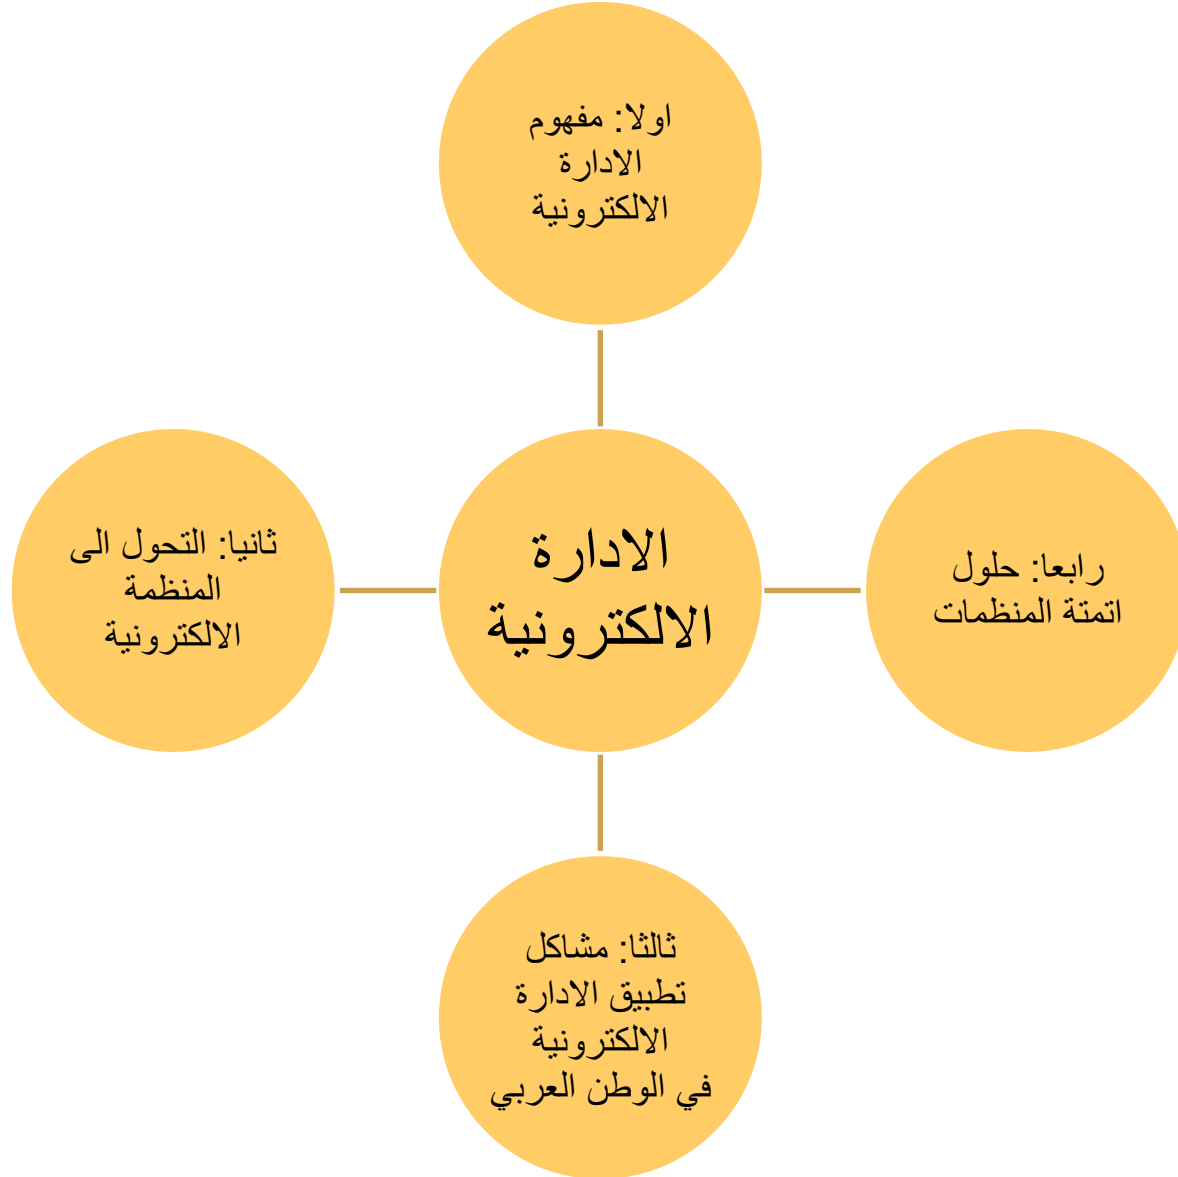 اولا: مفهوم
الادارة
الالكترونية
الادارة
الالكترونية
ثانيا: التحول الى
المنظمة
الالكترونية
ثالثا: مشاكل
تطبيق الادارة
الالكترونية
في الوطن العربي
رابعا: حلول
اتمتة المنظمات